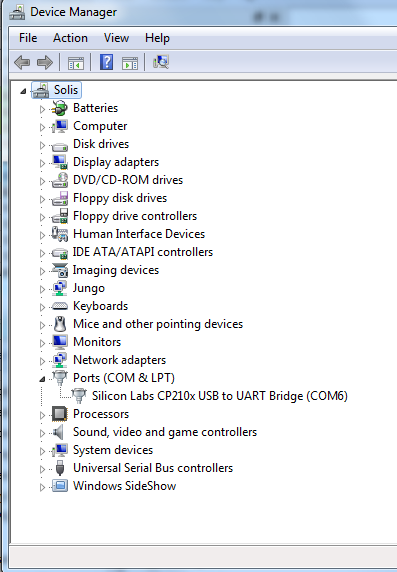 Device Manager
File Action View Help
Solis
Batteries
Computer
Disk drives
Display adapters
DVD/CD-ROM drives
Floppy disk drives
Floppy drive controllers
Human Interface Devices
IDE ATA/ATAPI controllers
Imaging devices
Jungo
Keyboards
Mice and other pointing devices
Monitors
Network adapters
Ports (COM & LPT)
Silicon Labs CP210x USB to UART Bridge (COM6)
Processors
Sound, video and game controllers
System devices
Universal Serial Bus controllers
Windows SideShow